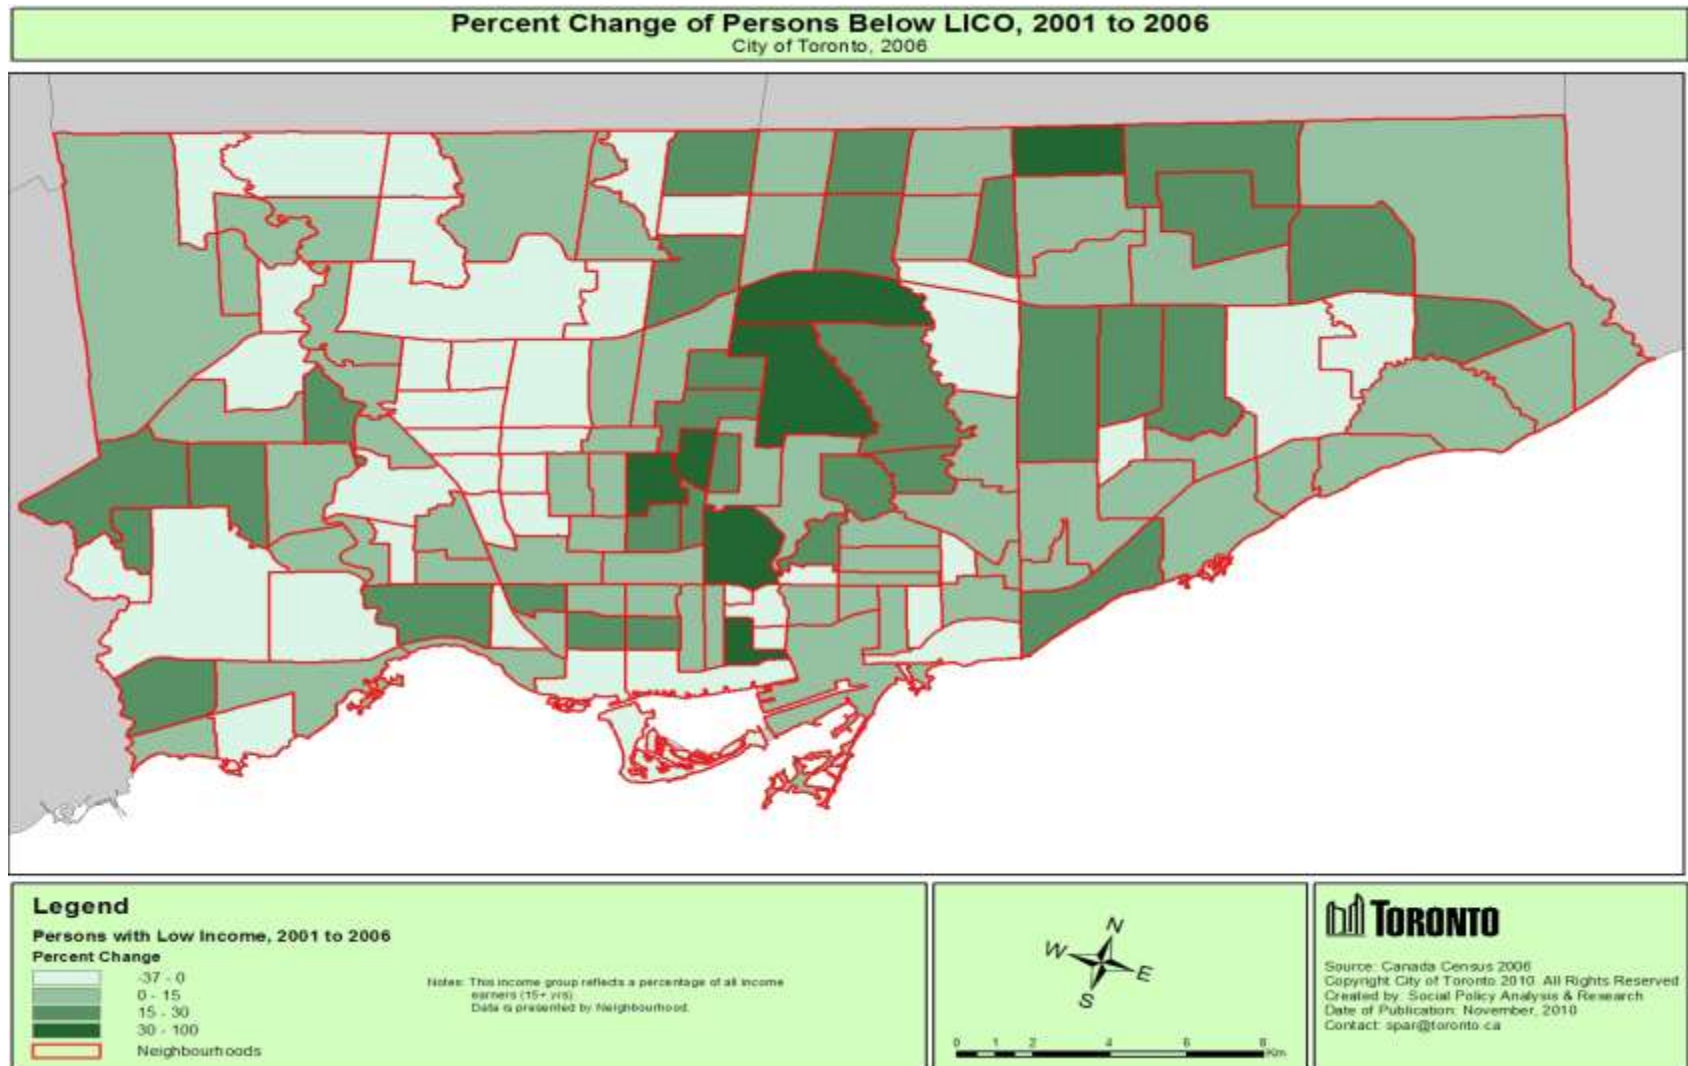 Percent Change of Persons Below LICO, 2001 to 2006
City of Toronto, 2006
Legend
Persons with Low Income, 2001 to 2006
Percent Change
-37 - 0
0 - 15
15 - 30
30 - 100
Neighbourhoods
Notes: This income group reflects a percentage of all income
earners (15+ yrs).
Data is presented by Neighbourhood.
N
W
E
S
0 1 2 4 6 8
Km
TORONTO
Source: Canada Census 2006
Copyright City of Toronto 2010. All Rights Reserved
Created by: Social Policy Analysis & Research
Date of Publication: November, 2010
Contact: spar@toronto.ca